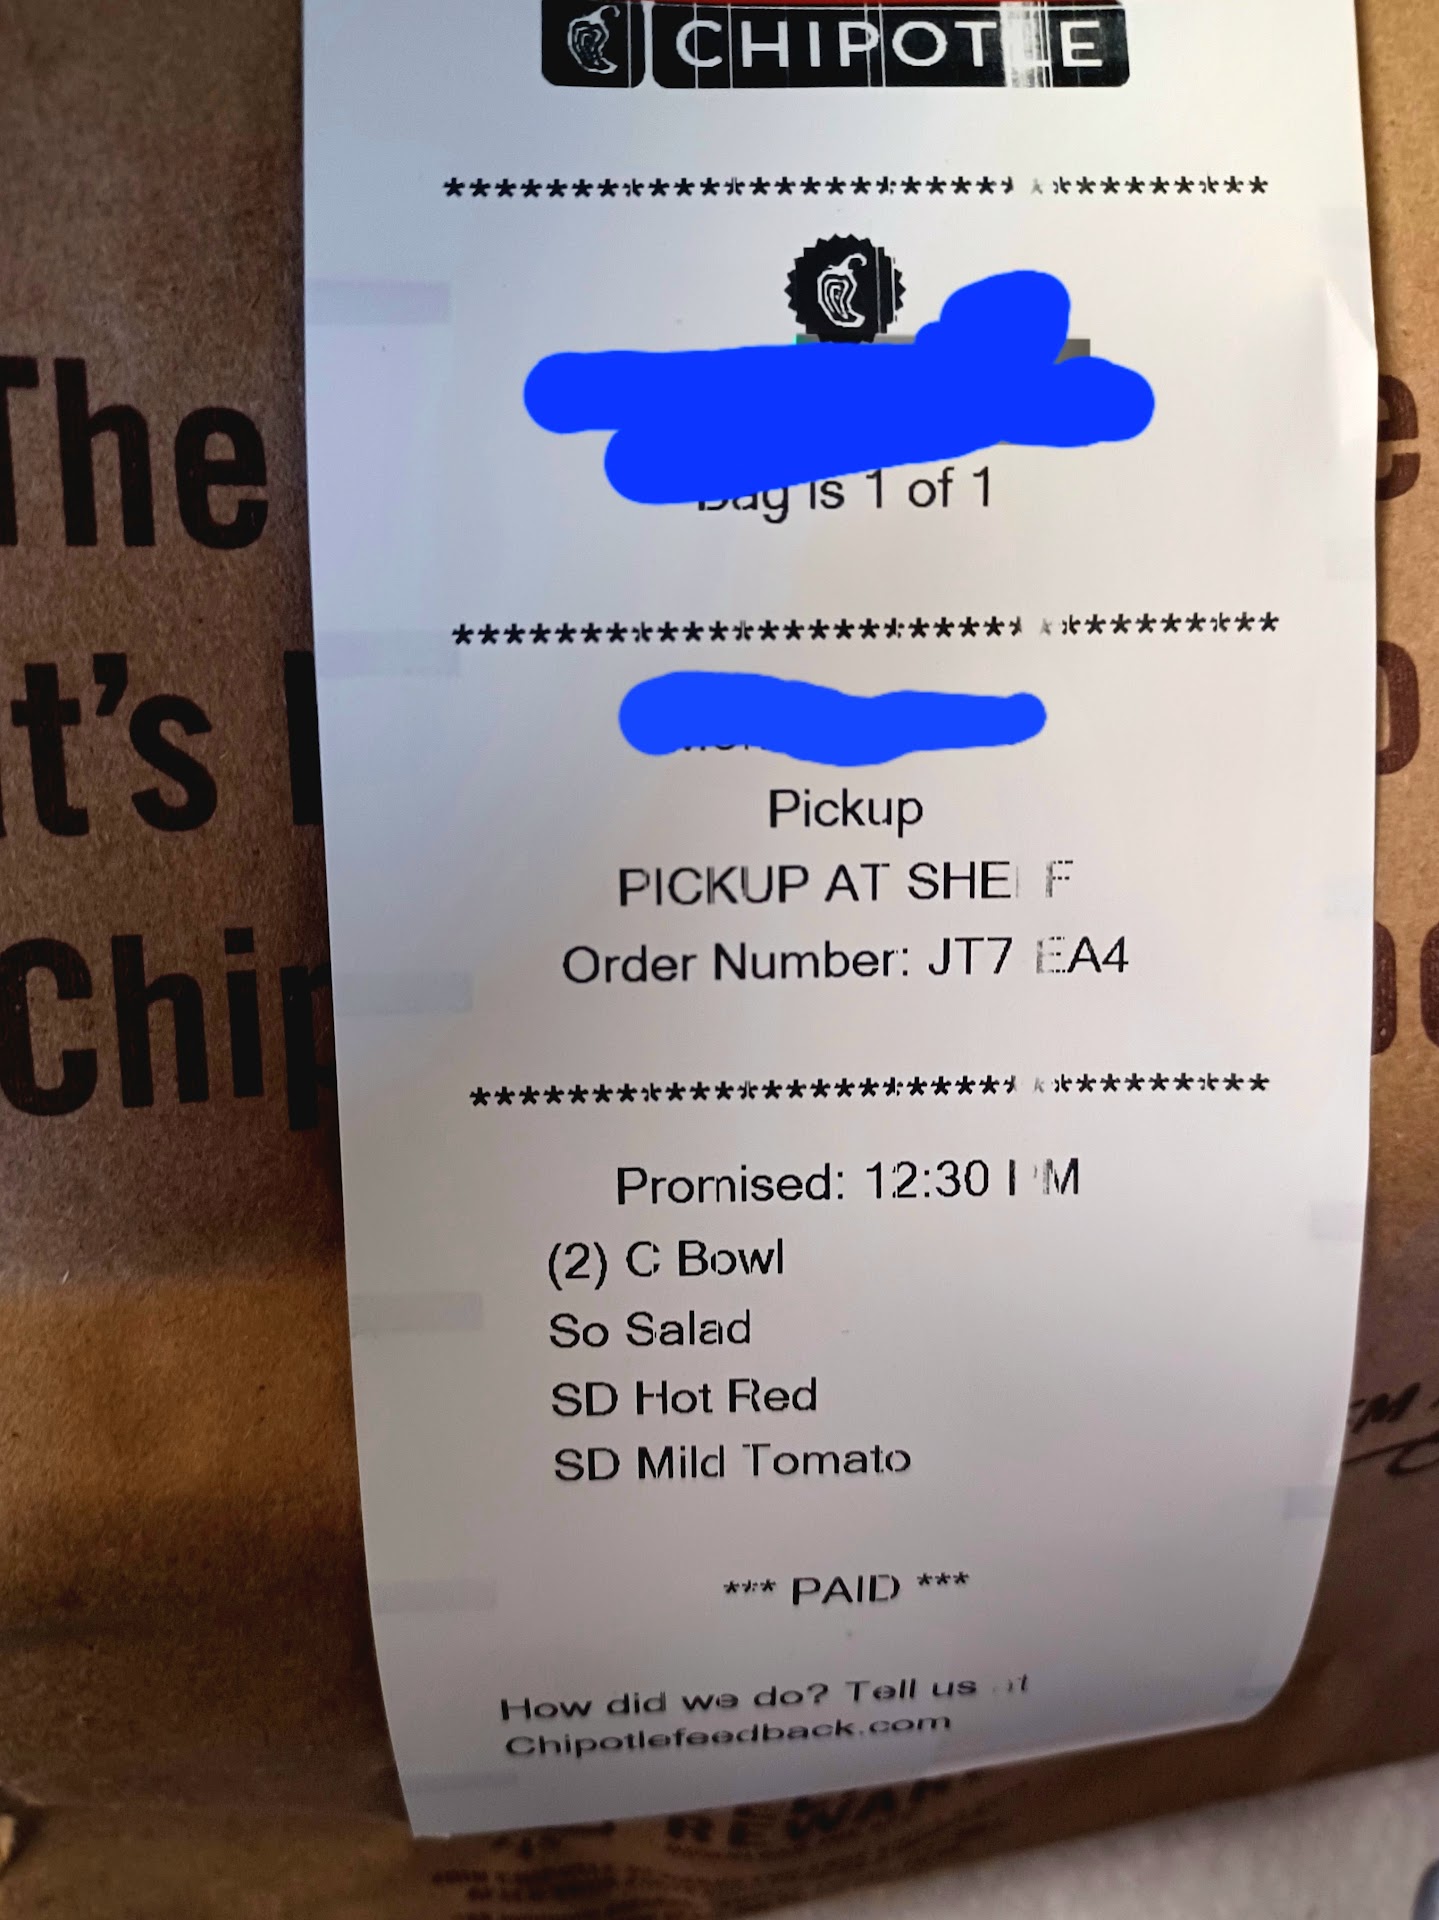 CHIPOTLE
****************************************
Bag is 1 of 1
****************************************
Pickup
PICKUP AT SHELF
Order Number: JT7 EA4
****************************************
Promised: 12:30 PM
(2) C Bowl
So Salad
SD Hot Red
SD Mild Tomato
*** PAID ***
How did we do? Tell us at
Chipotlefeedback.com
The
t's
Chip
REWAR